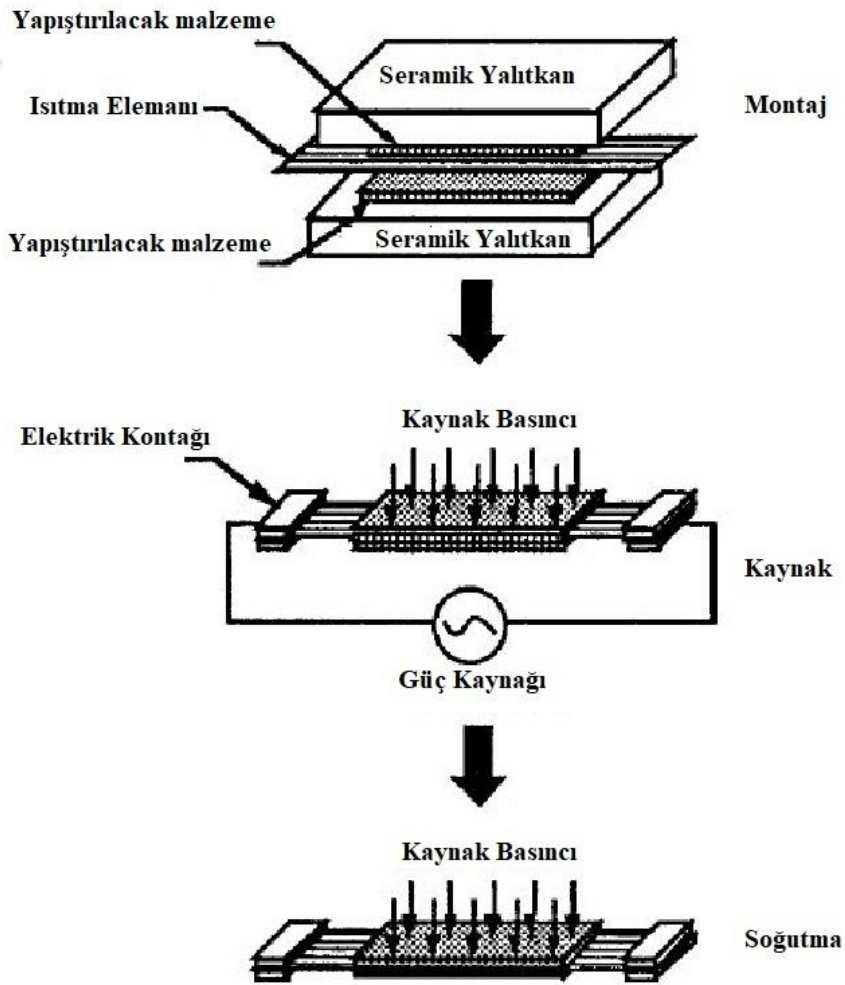 Yapıştırılacak malzeme
Seramik Yalıtkan
Isıtma Elemanı
Montaj
Yapıştırılacak malzeme
Seramik Yalıtkan
Kaynak Basıncı
Elektrik Kontağı
Kaynak
Güç Kaynağı
Kaynak Basıncı
Soğutma